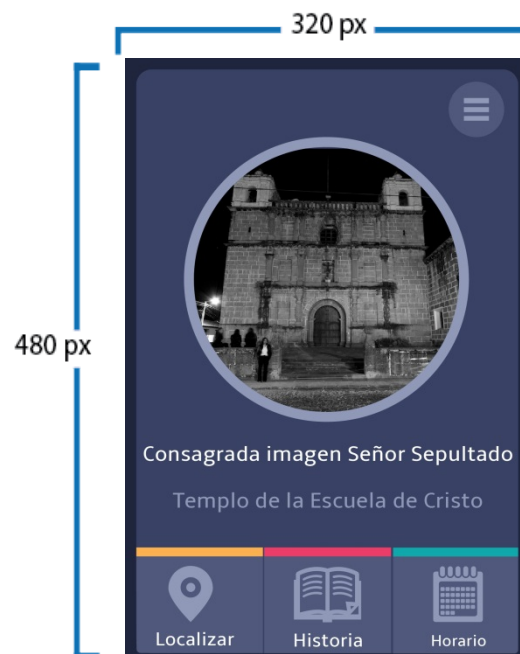 320 px
480 px
Consagrada imagen Señor Sepultado
Templo de la Escuela de Cristo
Localizar
Historia
Horario